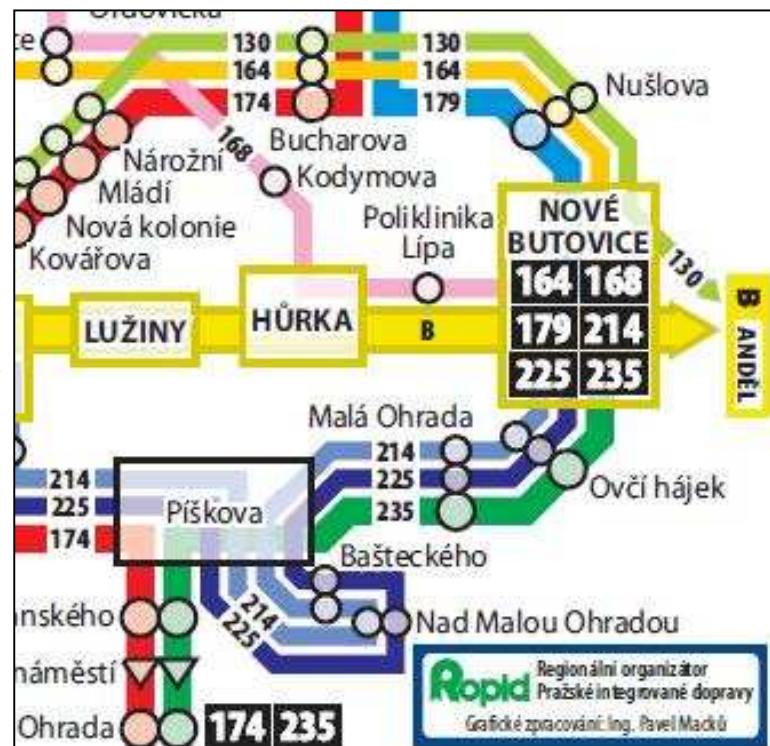 130
130
164
164
174
179
Nušlova
168
Bucharova
Nárožní
Kodymova
Mládí
Nová kolonie
Kovářova
Poliklinika
Lípa
NOVÉ
BUTOVICE
164 168
179 214
225 235
130
LUŽINY
HŮRKA
B
B ANDĚL
Malá Ohrada
214
214
225
225
235
174
Píškova
Ovčí hájek
Bašteckého
214
225
Nad Malou Ohradou
náměstí
Ohrada
174 235
Ropid
Regionální organizátor
Pražské integrované dopravy
Grafické zpracování: Ing. Pavel Macků